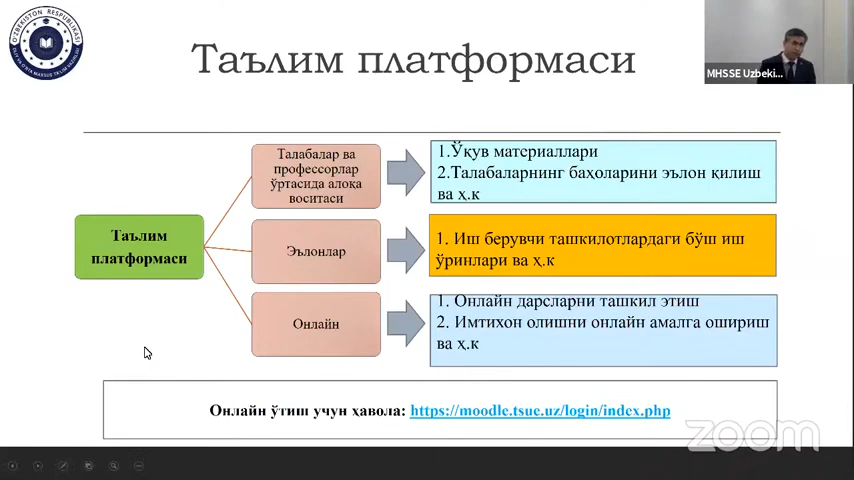 O'ZBEKISTON RESPUBLIKASI
Таълим платформаси
MHSSE Uzbeki...
Таълим
платформаси
Талабалар ва
профессорлар
ўртасида алоқа
воситаси
1.Ўқув материаллари
2.Талабаларнинг баҳоларини эълон қилиш
ва ҳ.к
Эълонлар
1. Иш берувчи ташкилотлардаги бўш иш
ўринлари ва ҳ.к
Онлайн
1. Онлайн дарсларни ташкил этиш
2. Имтихон олишни онлайн амалга ошириш
ва ҳ.к
Онлайн ўтиш учун ҳавола: https://moodle.tsue.uz/login/index.php
zoom